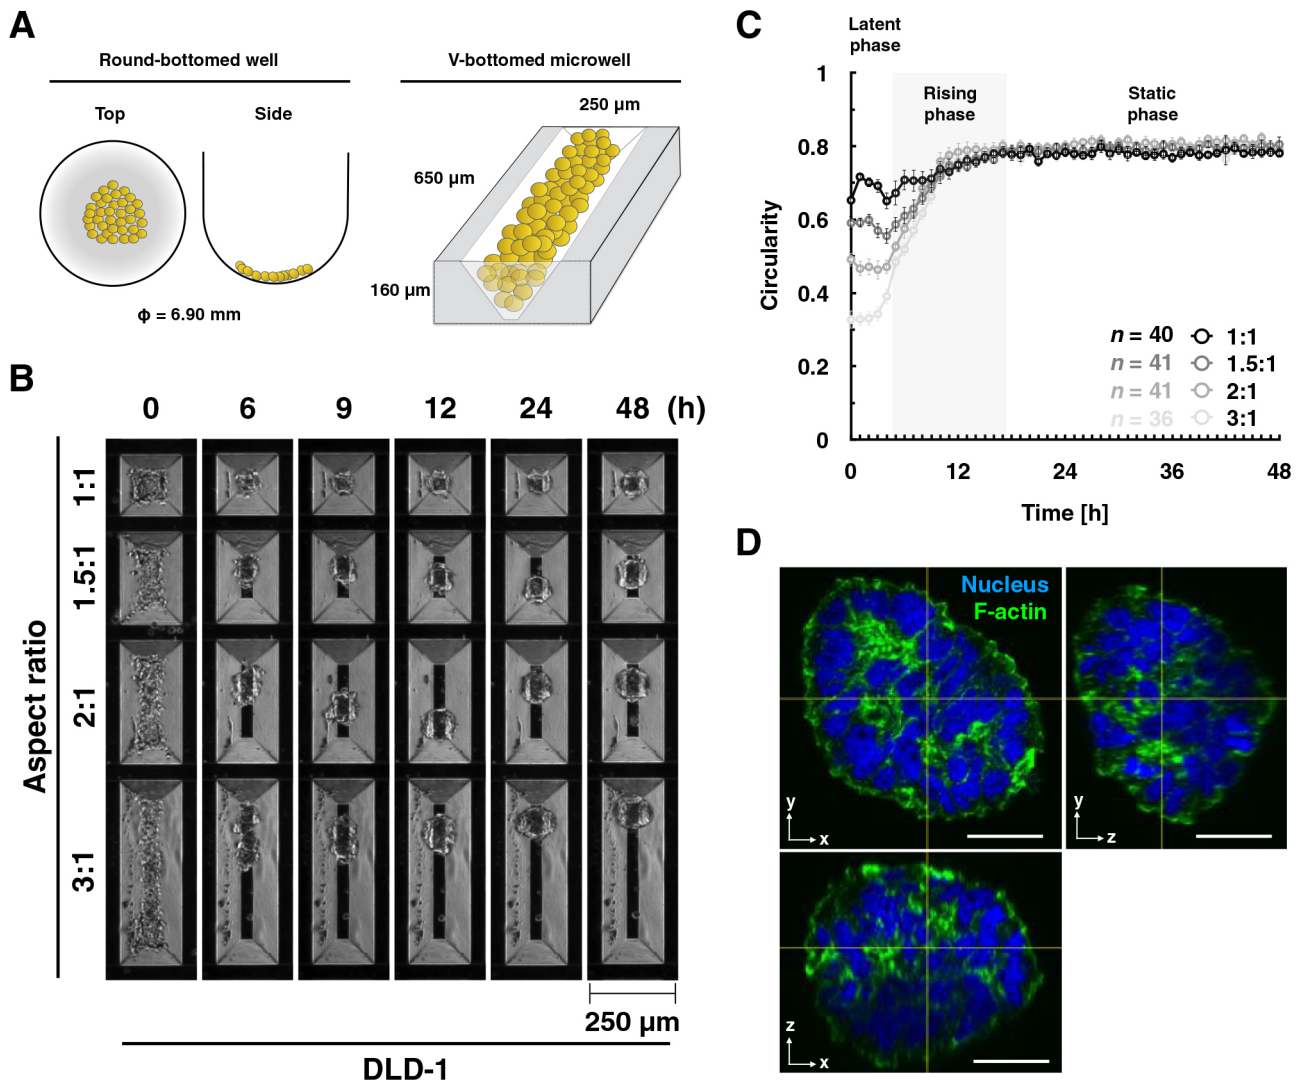 A
Round-bottomed well
V-bottomed microwell
Top
Side
250 µm
650 µm
160 µm
ϕ = 6.90 mm
B
0 6 9 12 24 48 (h)
Aspect ratio
1:1
1.5:1
2:1
3:1
250 µm
DLD-1
C
Latent
phase
Rising
phase
Static
phase
Circularity
1
0.8
0.6
0.4
0.2
0
n = 40 1:1
n = 41 1.5:1
n = 41 2:1
n = 36 3:1
0 12 24 36 48
Time [h]
D
Nucleus
F-actin
y
x
y
z
z
x